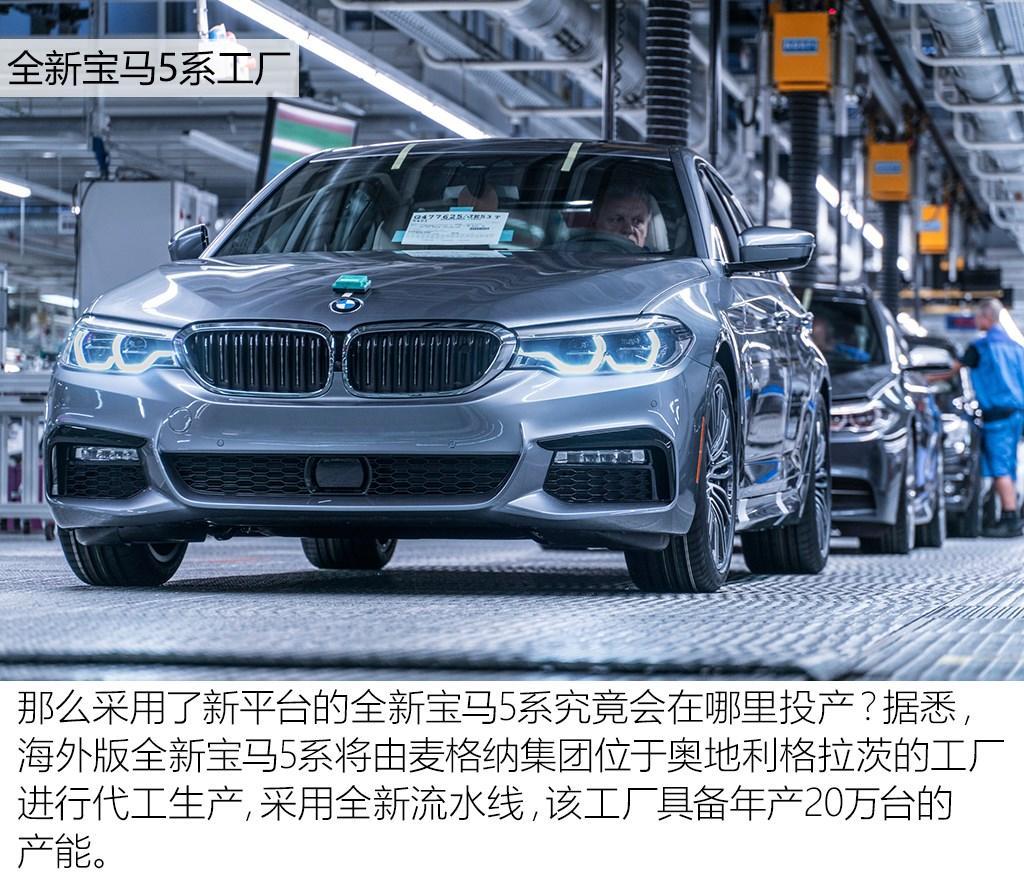 全新宝马5系工厂
那么采用了新平台的全新宝马5系究竟会在哪里投产？据悉，
海外版全新宝马5系将由麦格纳集团位于奥地利格拉茨的工厂
进行代工生产，采用全新流水线，该工厂具备年产20万台的
产能。